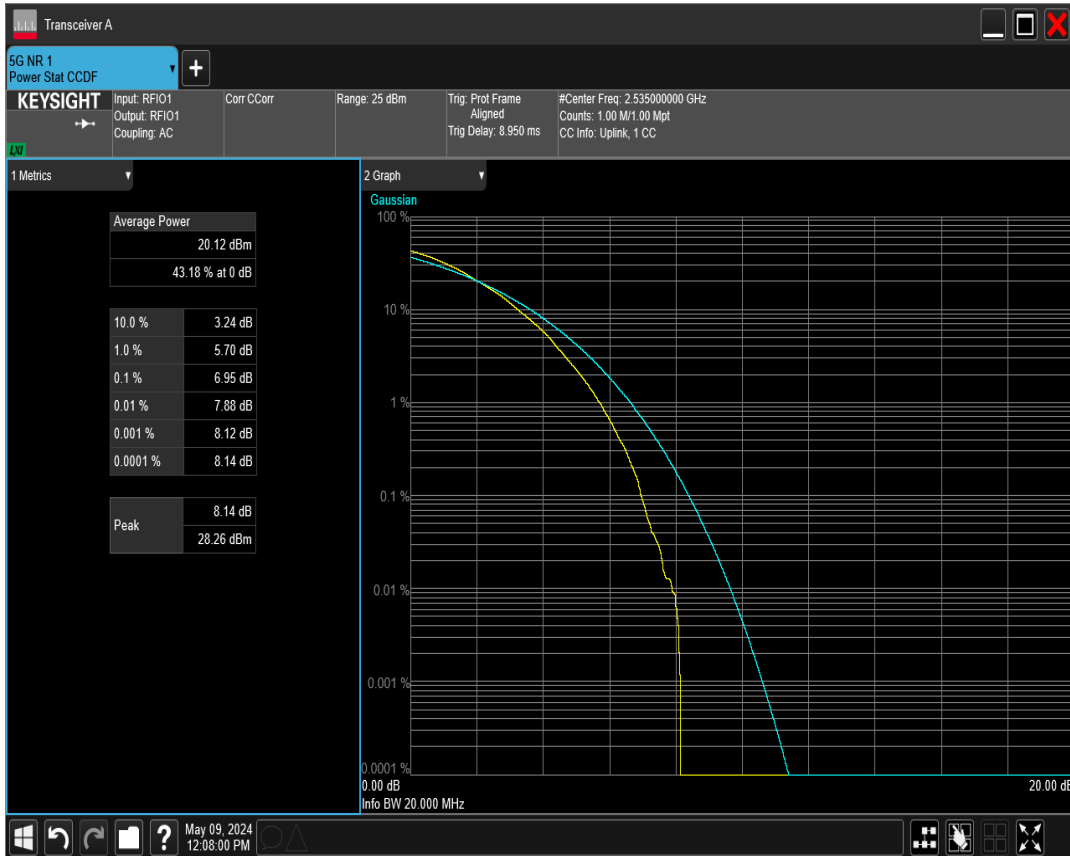 Transceiver A
5G NR 1
Power Stat CCDF
KEYSIGHT
LXI
Input: RFIO1
Output: RFIO1
Coupling: AC
Corr CCorr
Range: 25 dBm
Trig: Prot Frame
Aligned
Trig Delay: 8.950 ms
#Center Freq: 2.535000000 GHz
Counts: 1.00 M/1.00 Mpt
CC Info: Uplink, 1 CC
1 Metrics
Average Power
20.12 dBm
43.18 % at 0 dB
10.0 % 3.24 dB
1.0 % 5.70 dB
0.1 % 6.95 dB
0.01 % 7.88 dB
0.001 % 8.12 dB
0.0001 % 8.14 dB
Peak 8.14 dB
28.26 dBm
2 Graph
Gaussian
100 %
10 %
1 %
0.1 %
0.01 %
0.001 %
0.0001 %
0.00 dB 20.00 dB
Info BW 20.000 MHz
?
May 09, 2024
12:08:00 PM